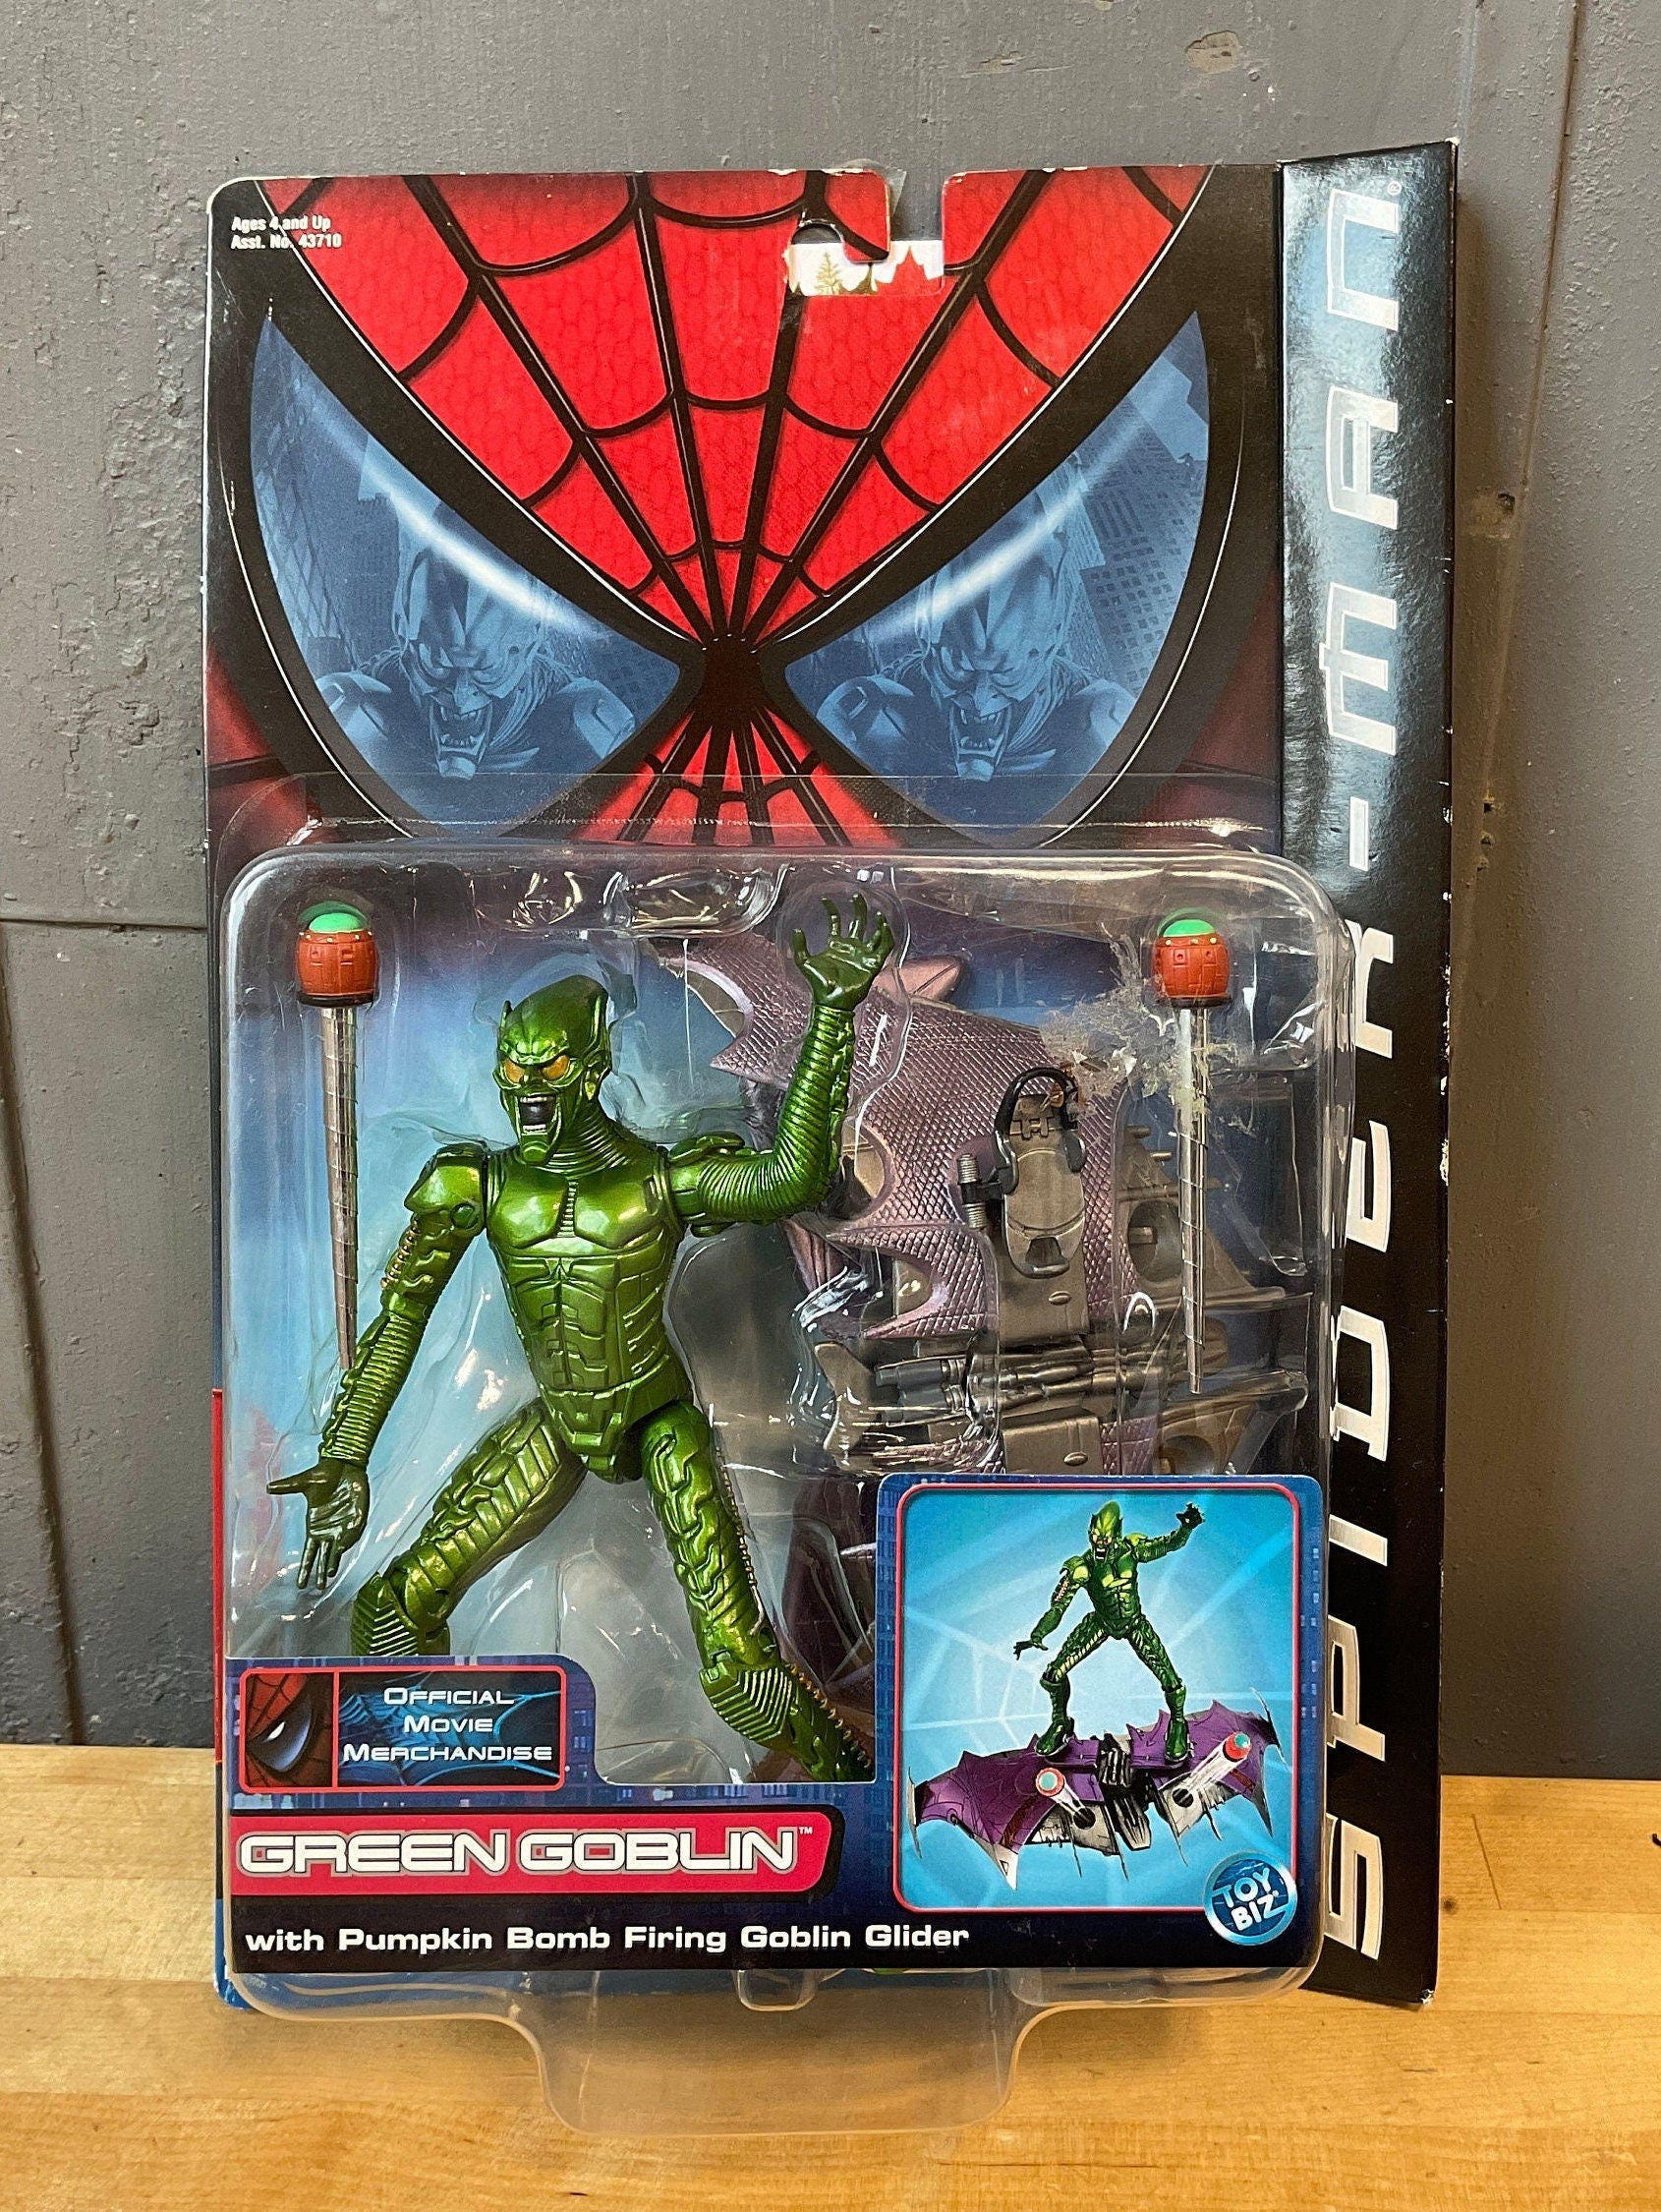 Ages 4 and Up
Asst. No. 43710
SPIDER-MAN®
OFFICIAL
MOVIE
MERCHANDISE
GREEN GOBLIN™
with Pumpkin Bomb Firing Goblin Glider
TOY
BIZ®